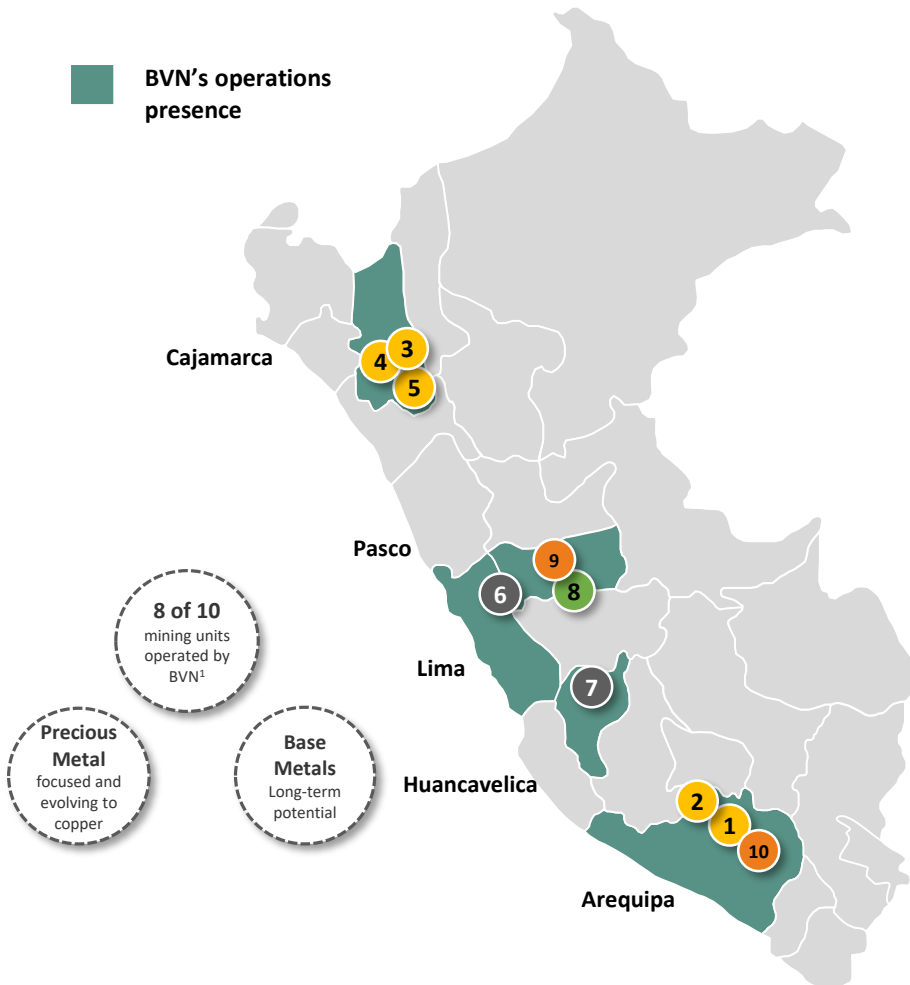 BVN's operations
presence
Cajamarca
3
4
5
Pasco
9
8
6
8 of 10
mining units
operated by
BVN¹
Lima
7
Precious
Metal
focused and
evolving to
copper
Base
Metals
Long-term
potential
Huancavelica
2
1
10
Arequipa